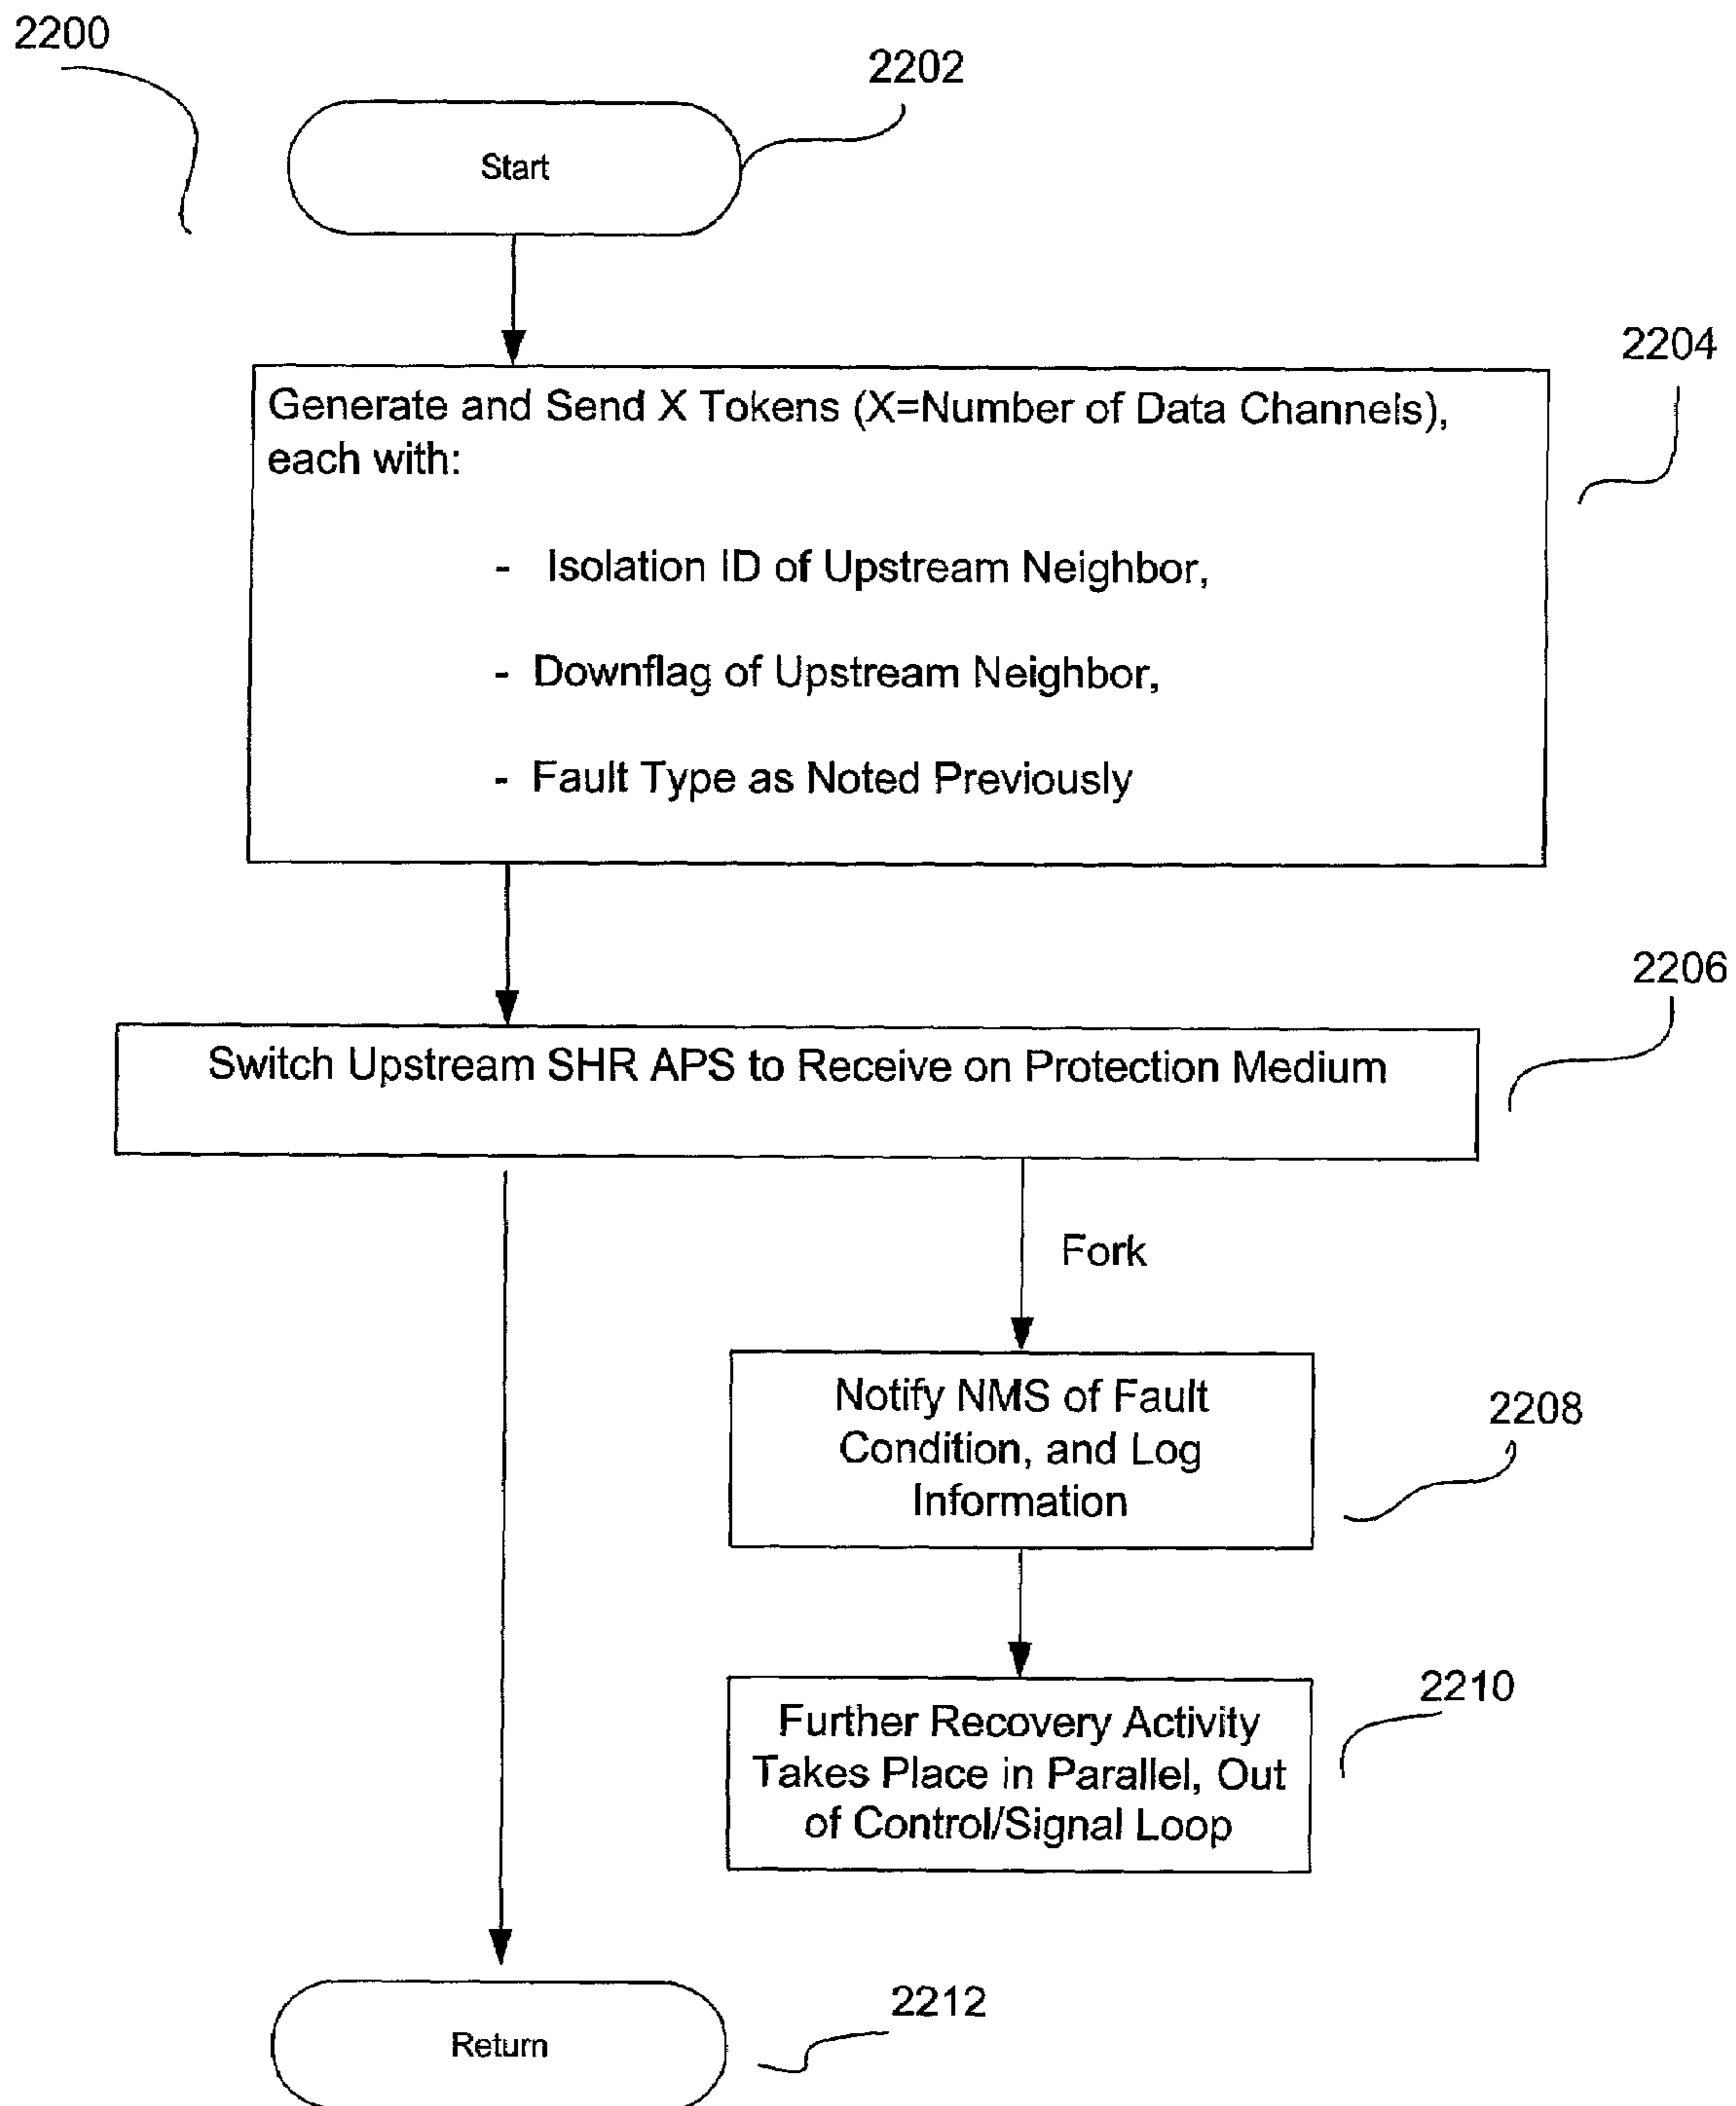 2200
2202
Start
2204
Generate and Send X Tokens (X=Number of Data Channels),
each with:
- Isolation ID of Upstream Neighbor,
- Downflag of Upstream Neighbor,
- Fault Type as Noted Previously
2206
Switch Upstream SHR APS to Receive on Protection Medium
Fork
2208
Notify NMS of Fault
Condition, and Log
Information
2210
Further Recovery Activity
Takes Place in Parallel, Out
of Control/Signal Loop
2212
Return